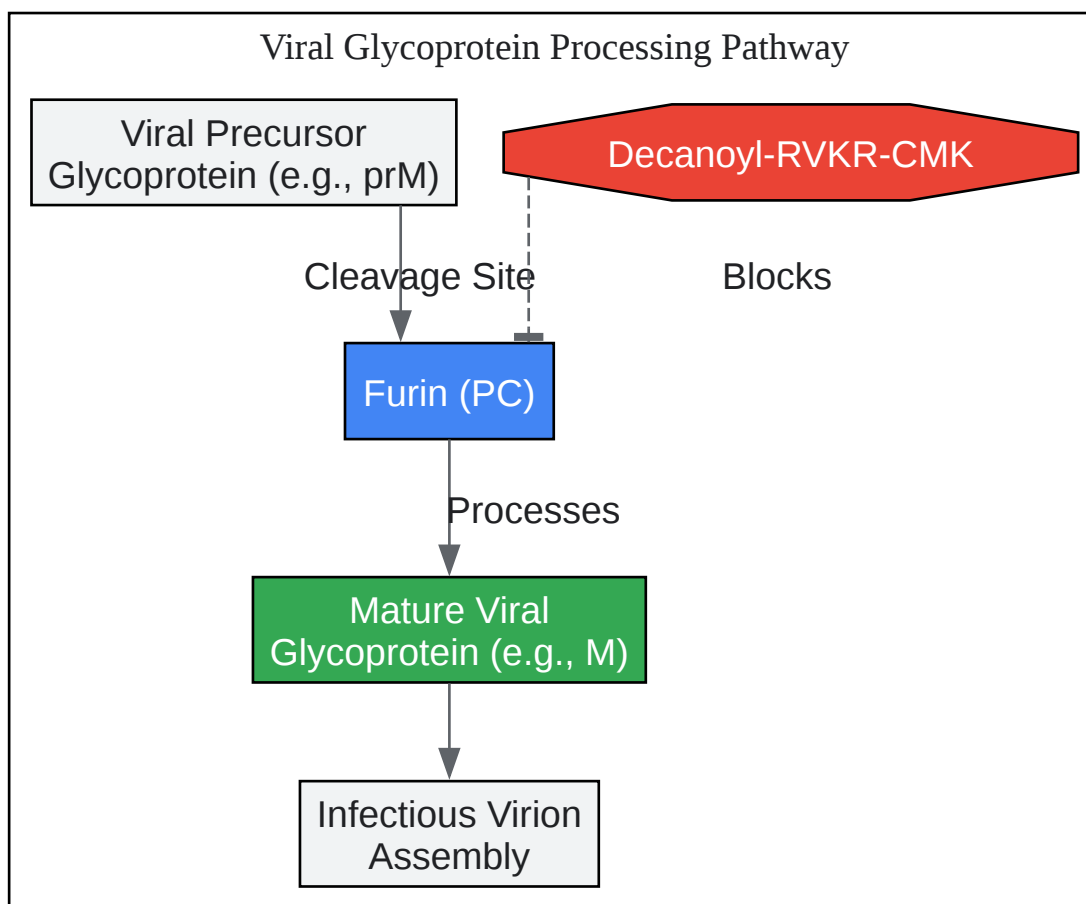 Viral Glycoprotein Processing Pathway
Viral Precursor
Glycoprotein (e.g., prM)
Decanoyl-RVKR-CMK
Cleavage Site
Blocks
Furin (PC)
Processes
Mature Viral
Glycoprotein (e.g., M)
Infectious Virion
Assembly